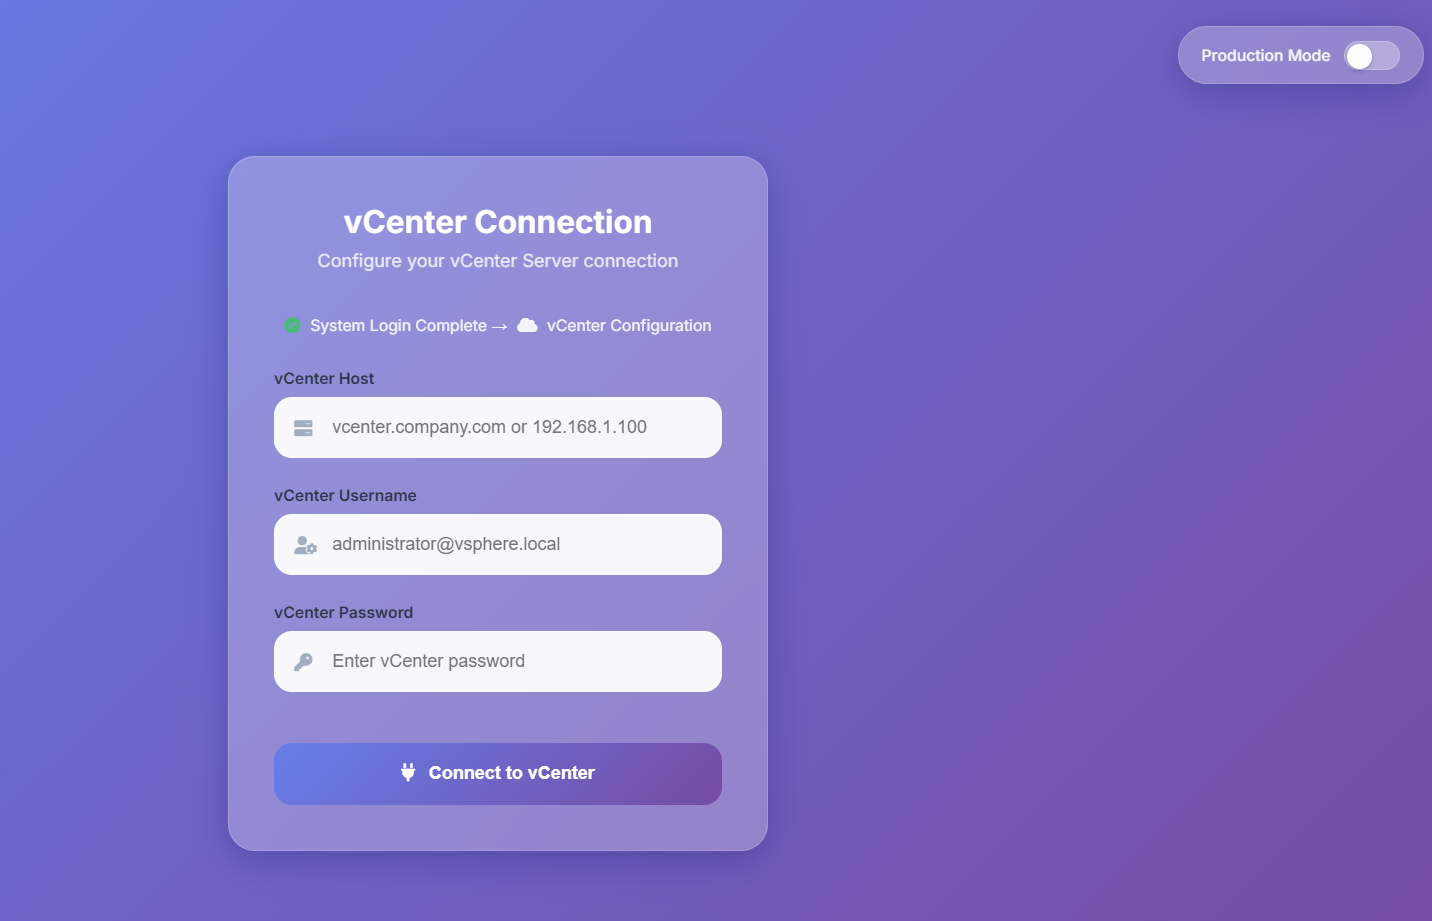 Production Mode
vCenter Connection
Configure your vCenter Server connection
System Login Complete → vCenter Configuration
vCenter Host
vcenter.company.com or 192.168.1.100
vCenter Username
administrator@vsphere.local
vCenter Password
Enter vCenter password
Connect to vCenter